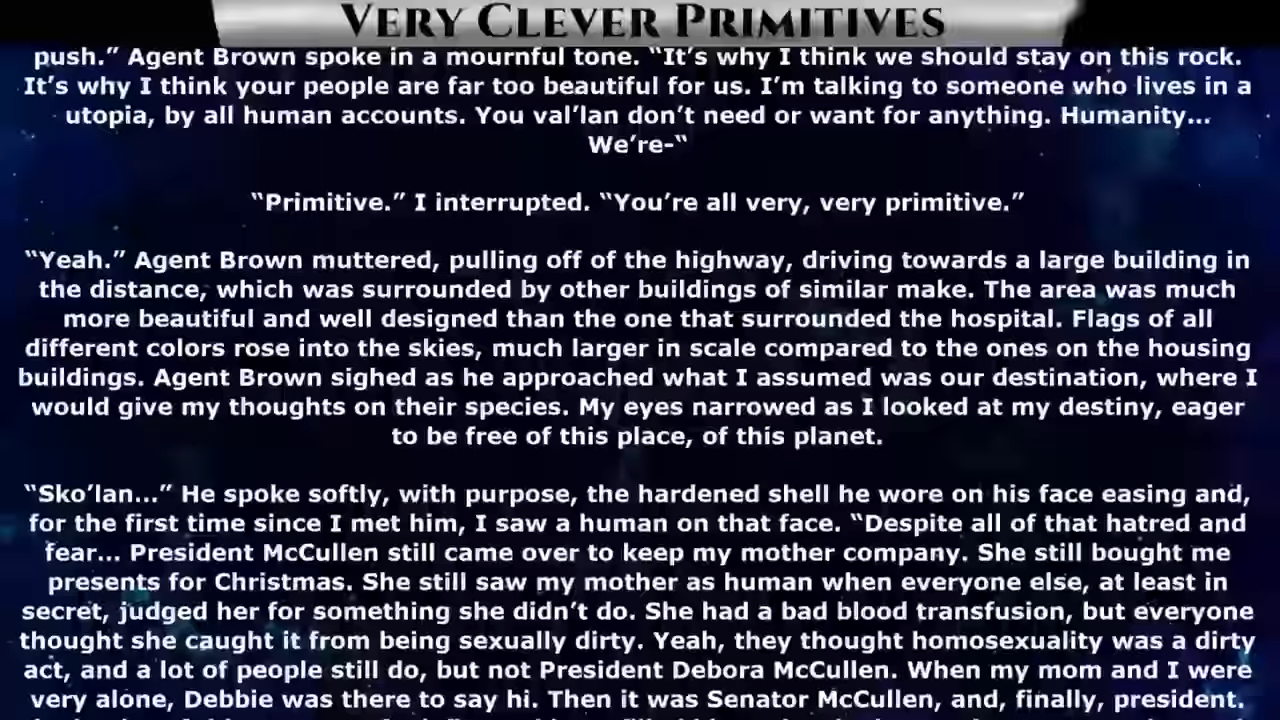 VERY CLEVER PRIMITIVES
push.” Agent Brown spoke in a mournful tone. “It’s why I think we should stay on this rock.
It’s why I think your people are far too beautiful for us. I’m talking to someone who lives in a
utopia, by all human accounts. You val’lan don’t need or want for anything. Humanity...
We’re-“
“Primitive.” I interrupted. “You’re all very, very primitive.”
“Yeah.” Agent Brown muttered, pulling off of the highway, driving towards a large building in
the distance, which was surrounded by other buildings of similar make. The area was much
more beautiful and well designed than the one that surrounded the hospital. Flags of all
different colors rose into the skies, much larger in scale compared to the ones on the housing
buildings. Agent Brown sighed as he approached what I assumed was our destination, where I
would give my thoughts on their species. My eyes narrowed as I looked at my destiny, eager
to be free of this place, of this planet.
“Sko’lan...” He spoke softly, with purpose, the hardened shell he wore on his face easing and,
for the first time since I met him, I saw a human on that face. “Despite all of that hatred and
fear... President McCullen still came over to keep my mother company. She still bought me
presents for Christmas. She still saw my mother as human when everyone else, at least in
secret, judged her for something she didn’t do. She had a bad blood transfusion, but everyone
thought she caught it from being sexually dirty. Yeah, they thought homosexuality was a dirty
act, and a lot of people still do, but not President Debora McCullen. When my mom and I were
very alone, Debbie was there to say hi. Then it was Senator McCullen, and, finally, president.